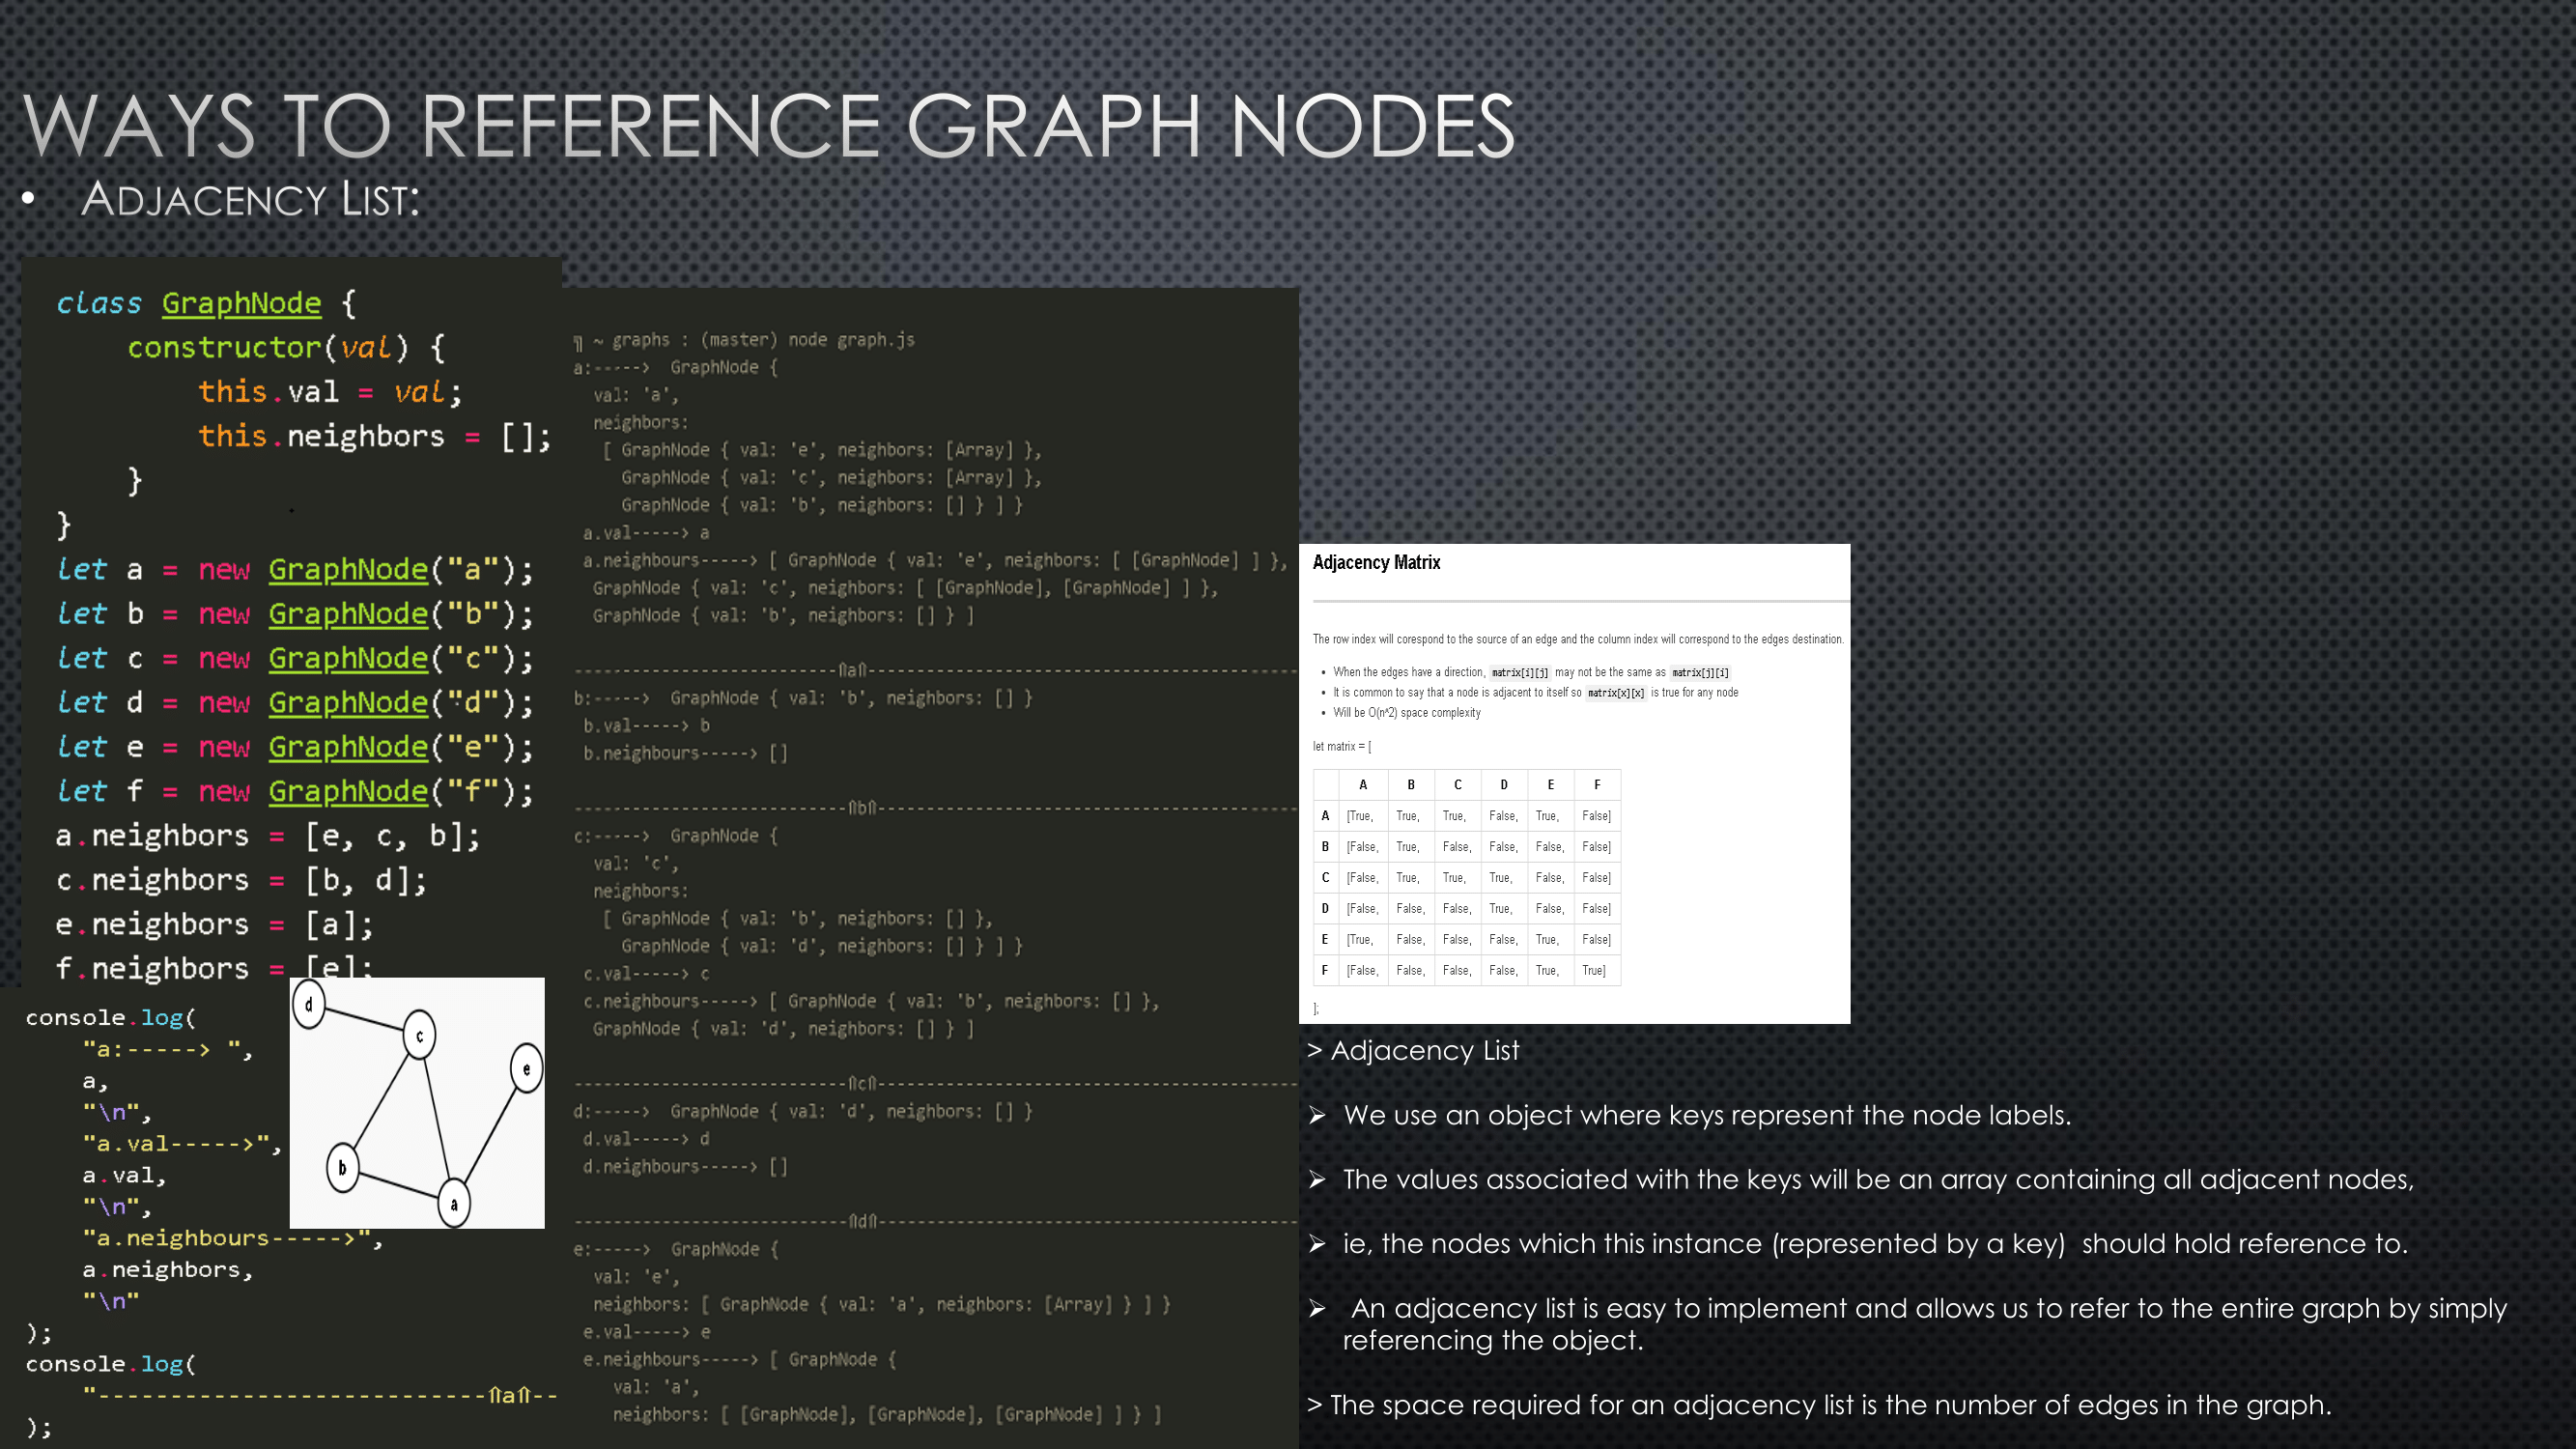 WAYS TO REFERENCE GRAPH NODES
• ADJACENCY LIST:
class GraphNode {
constructor(val) {
this.val = val;
this.neighbors = [];
}
}
let a = new GraphNode("a");
let b = new GraphNode("b");
let c = new GraphNode("c");
let d = new GraphNode("d");
let e = new GraphNode("e");
let f = new GraphNode("f");
a.neighbors = [e, c, b];
c.neighbors = [b, d];
e.neighbors = [a];
f.neighbors = [e];
console.log(
"a:-----> ",
a,
"\n",
"a.val----->",
a.val,
"\n",
"a.neighbours----->",
a.neighbors,
"\n"
);
console.log(
"---------------------------⇑a⇑--
);
d
c
e
b
a
╗ ~ graphs : (master) node graph.js
a:-----> GraphNode {
val: 'a',
neighbors:
[ GraphNode { val: 'e', neighbors: [Array] },
GraphNode { val: 'c', neighbors: [Array] },
GraphNode { val: 'b', neighbors: [] } ] }
a.val-----> a
a.neighbours-----> [ GraphNode { val: 'e', neighbors: [ [GraphNode] ] },
GraphNode { val: 'c', neighbors: [ [GraphNode], [GraphNode] ] },
GraphNode { val: 'b', neighbors: [] } ]
---------------------------⇑a⇑-------------------------------------------
b:-----> GraphNode { val: 'b', neighbors: [] }
b.val-----> b
b.neighbours-----> []
----------------------------⇑b⇑------------------------------------------
c:-----> GraphNode {
val: 'c',
neighbors:
[ GraphNode { val: 'b', neighbors: [] },
GraphNode { val: 'd', neighbors: [] } ] }
c.val-----> c
c.neighbours-----> [ GraphNode { val: 'b', neighbors: [] },
GraphNode { val: 'd', neighbors: [] } ]
----------------------------⇑c⇑------------------------------------------
d:-----> GraphNode { val: 'd', neighbors: [] }
d.val-----> d
d.neighbours-----> []
----------------------------⇑d⇑------------------------------------------
e:-----> GraphNode {
val: 'e',
neighbors: [ GraphNode { val: 'a', neighbors: [Array] } ] }
e.val-----> e
e.neighbours-----> [ GraphNode {
val: 'a',
neighbors: [ [GraphNode], [GraphNode], [GraphNode] ] } ]
Adjacency Matrix
The row index will corespond to the source of an edge and the column index will correspond to the edges destination.
• When the edges have a direction, matrix[i][j] may not be the same as matrix[j][i]
• It is common to say that a node is adjacent to itself so matrix[x][x] is true for any node
• Will be O(n^2) space complexity
let matrix = [
A B C D E F
A [True, True, True, False, True, False]
B [False, True, False, False, False, False]
C [False, True, True, True, False, False]
D [False, False, False, True, False, False]
E [True, False, False, False, True, False]
F [False, False, False, False, True, True]
];
> Adjacency List
➢ We use an object where keys represent the node labels.
➢ The values associated with the keys will be an array containing all adjacent nodes,
➢ ie, the nodes which this instance (represented by a key) should hold reference to.
➢ An adjacency list is easy to implement and allows us to refer to the entire graph by simply
referencing the object.
> The space required for an adjacency list is the number of edges in the graph.